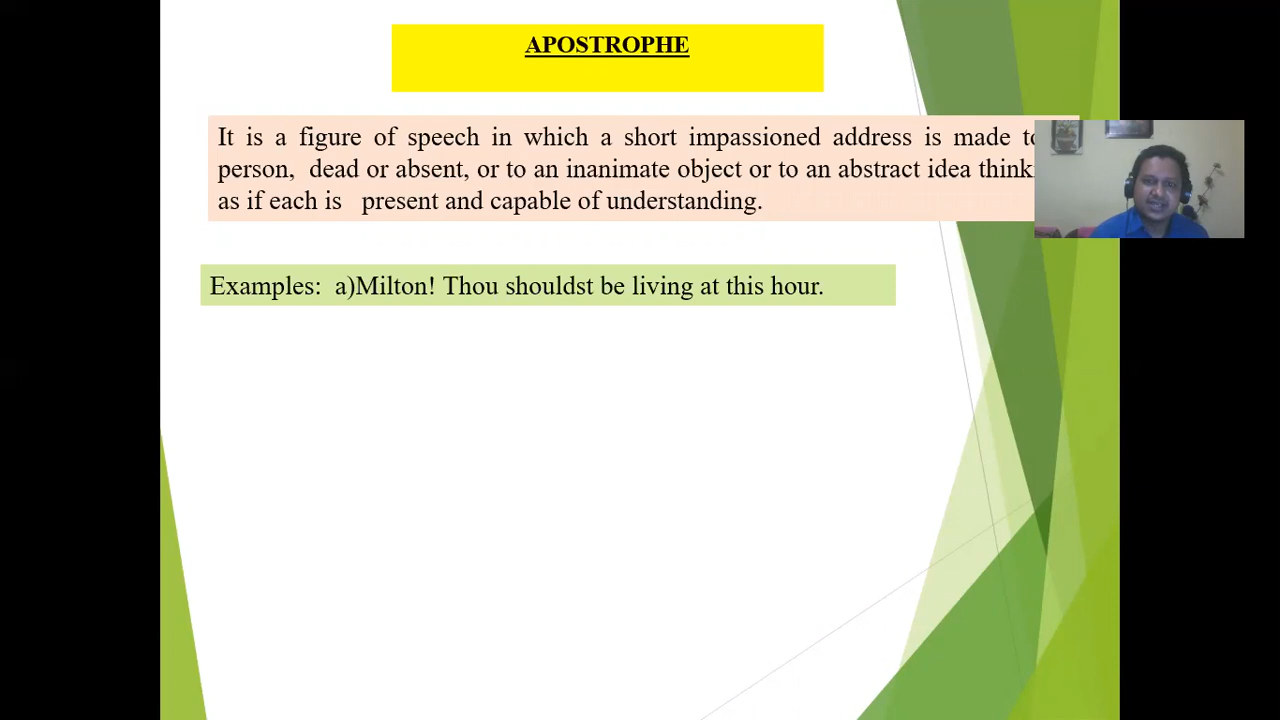 APOSTROPHE
It is a figure of speech in which a short impassioned address is made
person, dead or absent, or to an inanimate object or to an abstract idea
as if each is present and capable of understanding.
Examples: a)Milton! Thou shouldst be living at this hour.